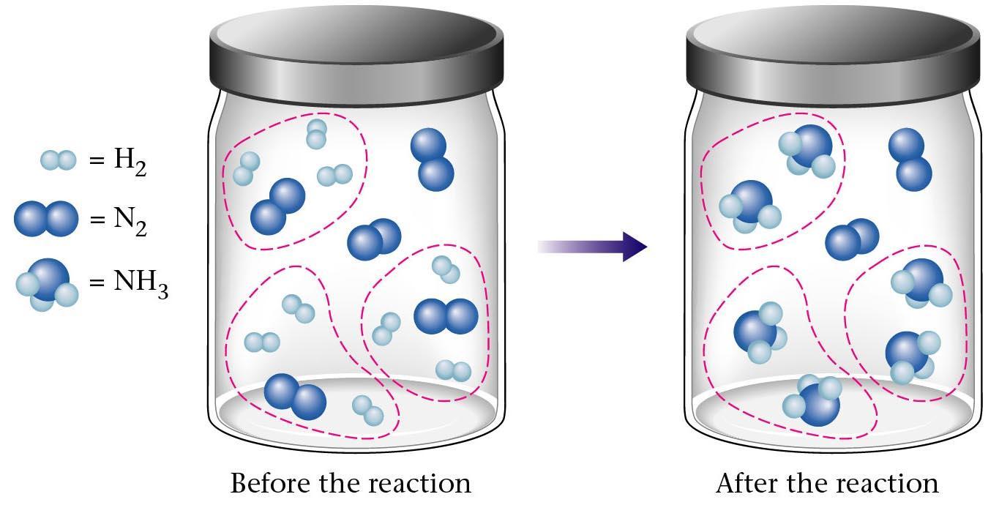 = H₂
= N₂
= NH₃
Before the reaction
After the reaction